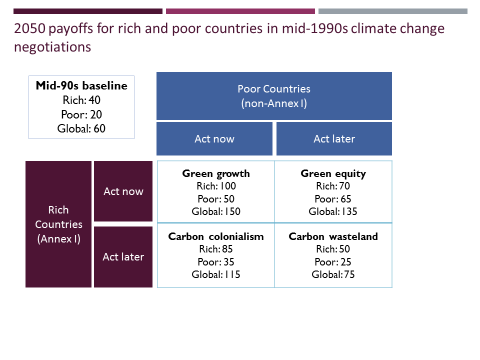 2050 payoffs for rich and poor countries in mid-1990s climate change
negotiations
Mid-90s baseline
Rich: 40
Poor: 20
Global: 60
Poor Countries
(non-Annex I)
Act now
Act later
Rich
Countries
(Annex I)
Act now
Green growth
Rich: 100
Poor: 50
Global: 150
Green equity
Rich: 70
Poor: 65
Global: 135
Act later
Carbon colonialism
Rich: 85
Poor: 35
Global: 115
Carbon wasteland
Rich: 50
Poor: 25
Global: 75